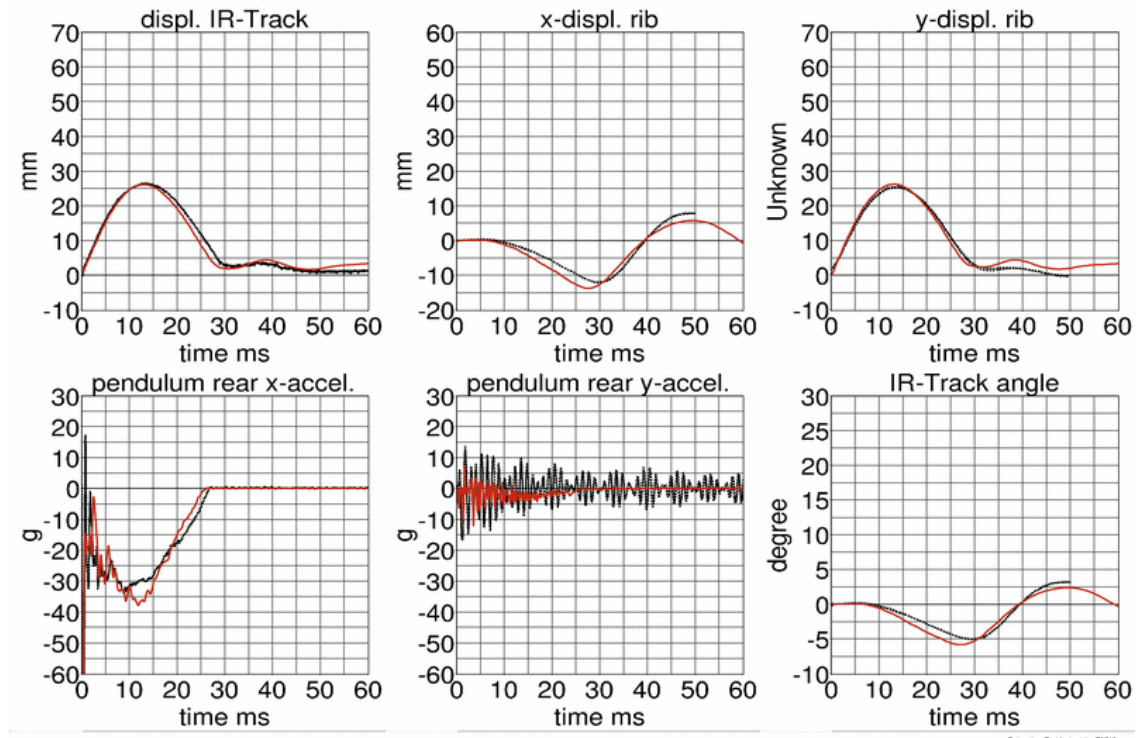 displ. IR-Track
70
60
50
40
30
20
10
0
-10
mm
0 10 20 30 40 50 60
time ms
x-displ. rib
60
50
40
30
20
10
0
-10
-20
mm
0 10 20 30 40 50 60
time ms
y-displ. rib
70
60
50
40
30
20
10
0
-10
Unknown
0 10 20 30 40 50 60
time ms
pendulum rear x-accel.
30
20
10
0
-10
-20
-30
-40
-50
-60
g
0 10 20 30 40 50 60
time ms
pendulum rear y-accel.
30
20
10
0
-10
-20
-30
-40
-50
-60
g
0 10 20 30 40 50 60
time ms
IR-Track angle
30
25
20
15
10
5
0
-5
-10
degree
0 10 20 30 40 50 60
time ms